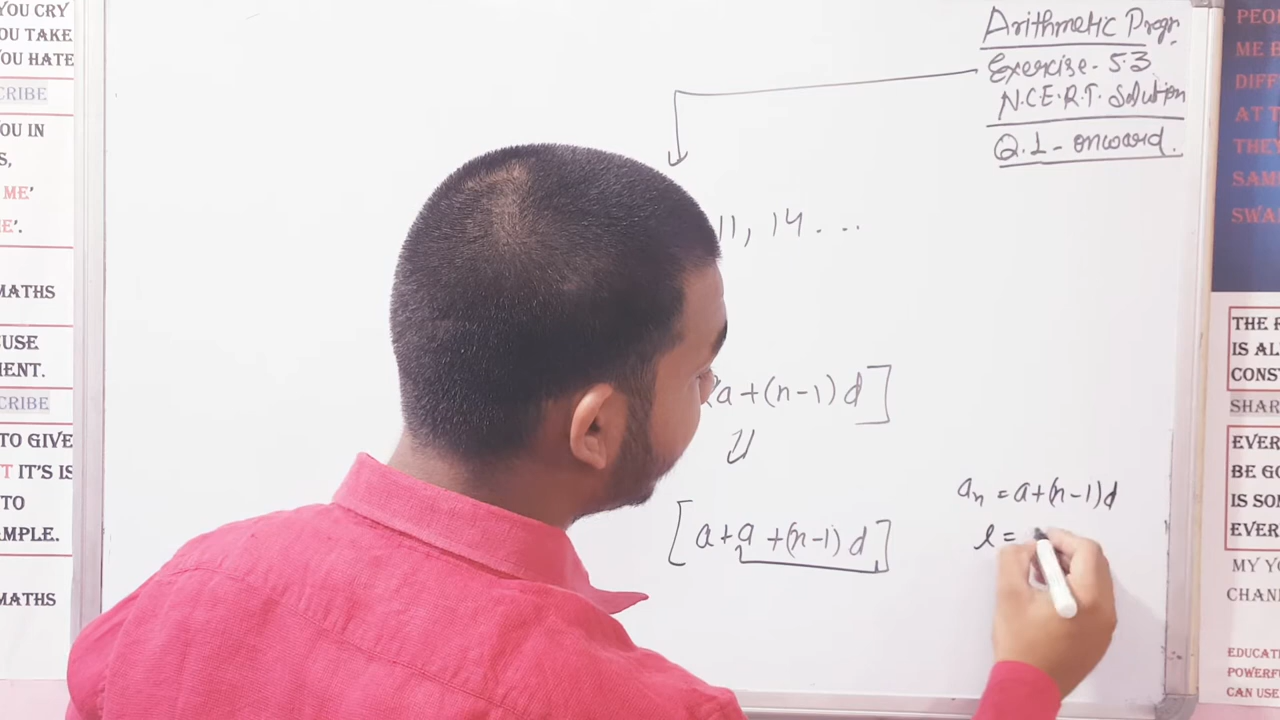 Arithmetic Progr.
Exercise- 5.3
N.C.E.R.T. Solution
Q.1- onward.
11, 14 ...
2a+(n-1)d]
[a+a+(n-1)d]
an = a+(n-1)d
l =
YOU CRY
YOU TAKE
YOU HATE
CRIBE
YOU IN
S,
ME'
E'.
MATHS
USE
MENT.
CRIBE
TO GIVE
T IT'S IS
TO
AMPLE.
MATHS
PEO
ME B
DIFF
AT T
THEY
SAM
SWA
THE
IS AL
CONS
SHAR
EVER
BE GO
IS SO
EVER
MY YO
CHAN
EDUCAT
POWERF
CAN USE